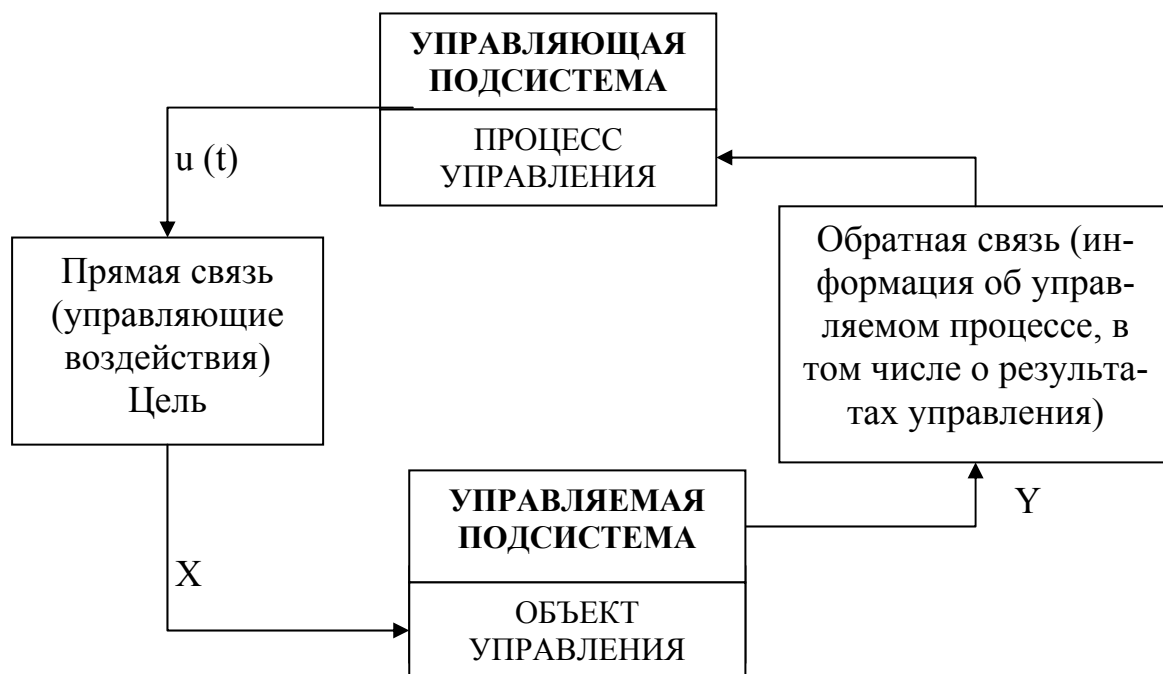 УПРАВЛЯЮЩАЯ
ПОДСИСТЕМА
ПРОЦЕСС
УПРАВЛЕНИЯ
u (t)
Прямая связь
(управляющие
воздействия)
Цель
Обратная связь (ин-
формация об управ-
ляемом процессе, в
том числе о результа-
тах управления)
X
УПРАВЛЯЕМАЯ
ПОДСИСТЕМА
ОБЪЕКТ
УПРАВЛЕНИЯ
Y